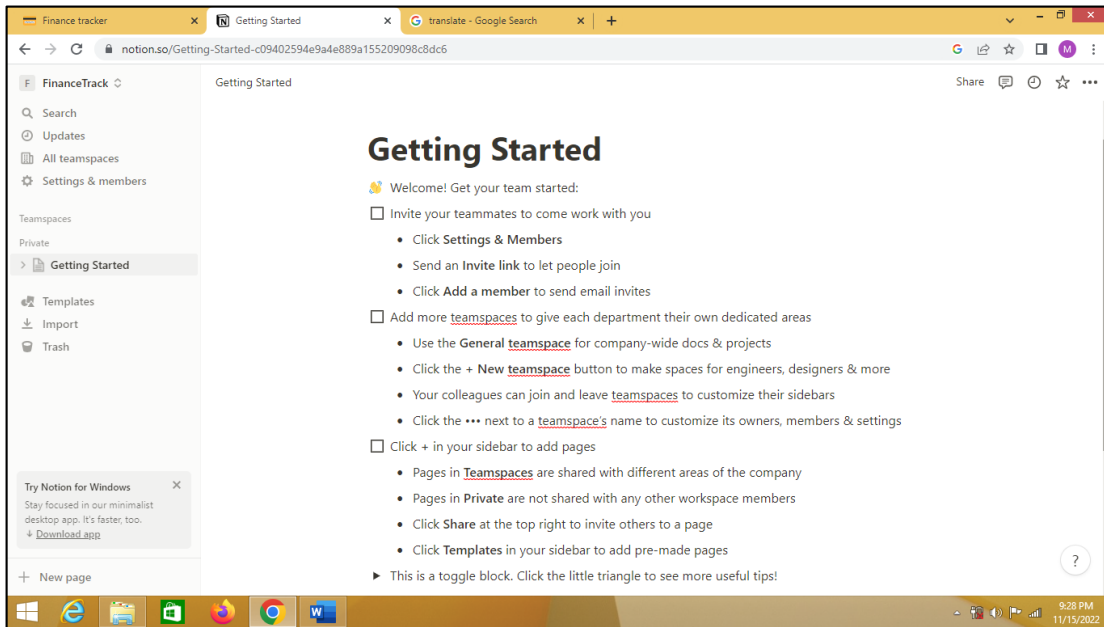 Finance tracker
Getting Started
translate - Google Search
notion.so/Getting-Started-c09402594e9a4e889a155209098c8dc6
M
F FinanceTrack
Getting Started
Share
Search
Updates
All teamspaces
Settings & members
Teamspaces
Private
Getting Started
Templates
Import
Trash
Try Notion for Windows
Stay focused in our minimalist
desktop app. It's faster, too.
↓ Download app
+ New page
Getting Started
👋 Welcome! Get your team started:
Invite your teammates to come work with you
• Click Settings & Members
• Send an Invite link to let people join
• Click Add a member to send email invites
Add more teamspaces to give each department their own dedicated areas
• Use the General teamspace for company-wide docs & projects
• Click the + New teamspace button to make spaces for engineers, designers & more
• Your colleagues can join and leave teamspaces to customize their sidebars
• Click the ••• next to a teamspace's name to customize its owners, members & settings
Click + in your sidebar to add pages
• Pages in Teamspaces are shared with different areas of the company
• Pages in Private are not shared with any other workspace members
• Click Share at the top right to invite others to a page
• Click Templates in your sidebar to add pre-made pages
This is a toggle block. Click the little triangle to see more useful tips!
?
9:28 PM
11/15/2022